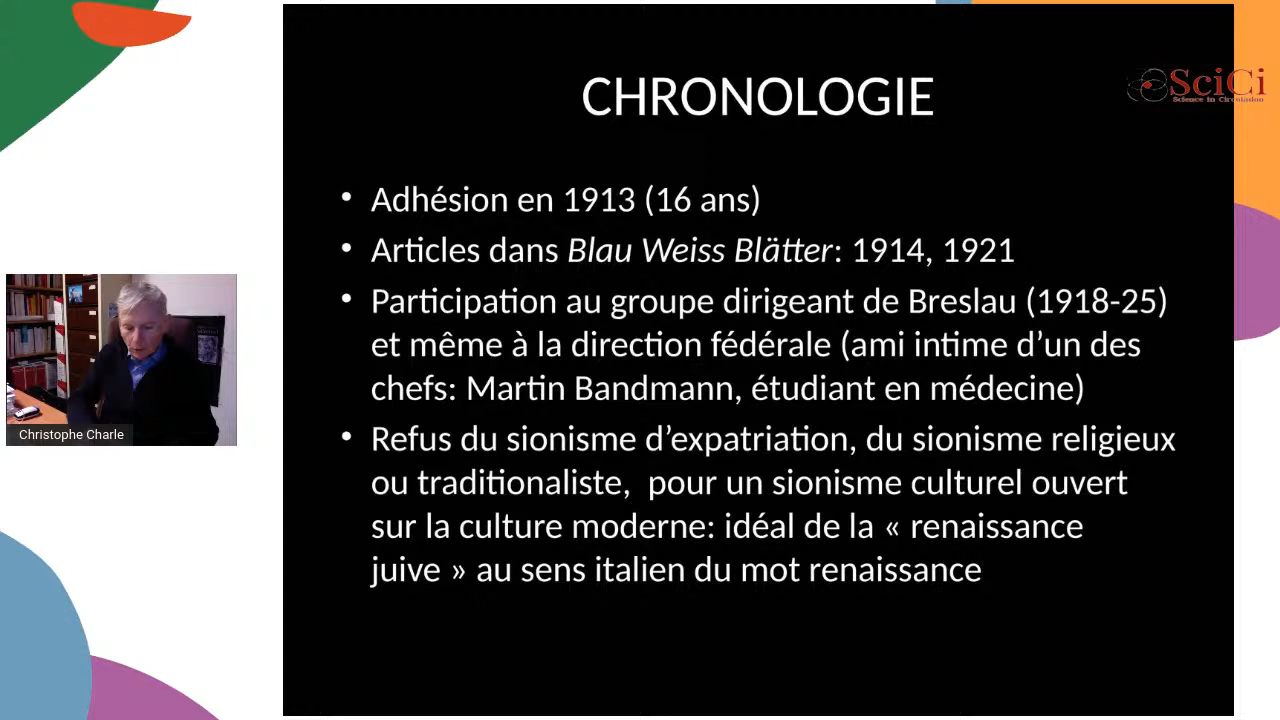 CHRONOLOGIE
SciCi
Science in Circulation
• Adhésion en 1913 (16 ans)
• Articles dans Blau Weiss Blätter: 1914, 1921
• Participation au groupe dirigeant de Breslau (1918-25)
et même à la direction fédérale (ami intime d’un des
chefs: Martin Bandmann, étudiant en médecine)
• Refus du sionisme d’expatriation, du sionisme religieux
ou traditionaliste,  pour un sionisme culturel ouvert
sur la culture moderne: idéal de la « renaissance
juive » au sens italien du mot renaissance
Christophe Charle